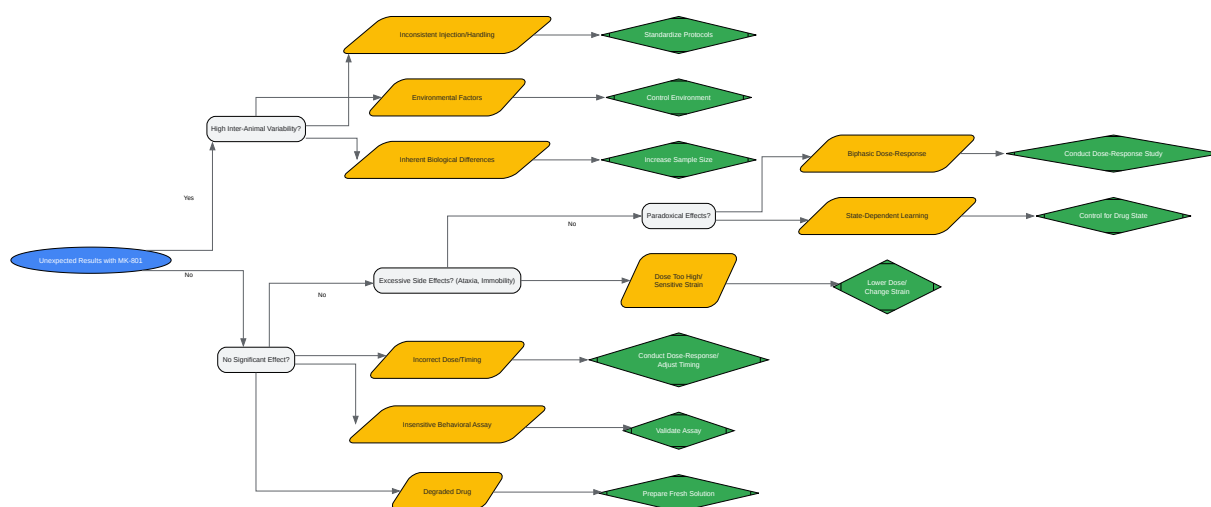 Inconsistent Injection/Handling
Standardize Protocols
Environmental Factors
Control Environment
High Inter-Animal Variability?
Inherent Biological Differences
Increase Sample Size
Biphasic Dose-Response
Conduct Dose-Response Study
Yes
Paradoxical Effects?
State-Dependent Learning
Control for Drug State
No
Unexpected Results with MK-801
No
Excessive Side Effects? (Ataxia, Immobility)
Dose Too High/
Sensitive Strain
Lower Dose/
Change Strain
No
No Significant Effect?
Incorrect Dose/Timing
Conduct Dose-Response/
Adjust Timing
Insensitive Behavioral Assay
Validate Assay
Degraded Drug
Prepare Fresh Solution